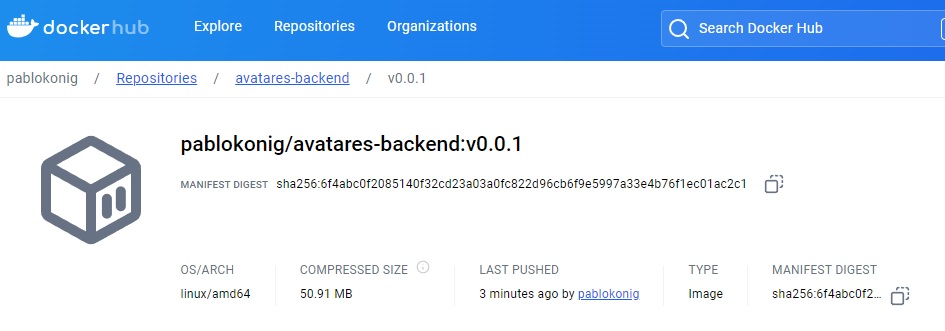 dockerhub Explore Repositories Organizations Search Docker Hub
pablokonig / Repositories / avatares-backend / v0.0.1
pablokonig/avatares-backend:v0.0.1
MANIFEST DIGEST sha256:6f4abc0f2085140f32cd23a03a0fc822d96cb6f9e5997a33e4b76f1ec01ac2c1
OS/ARCH COMPRESSED SIZE LAST PUSHED TYPE MANIFEST DIGEST
linux/amd64 50.91 MB 3 minutes ago by pablokonig Image sha256:6f4abc0f2...